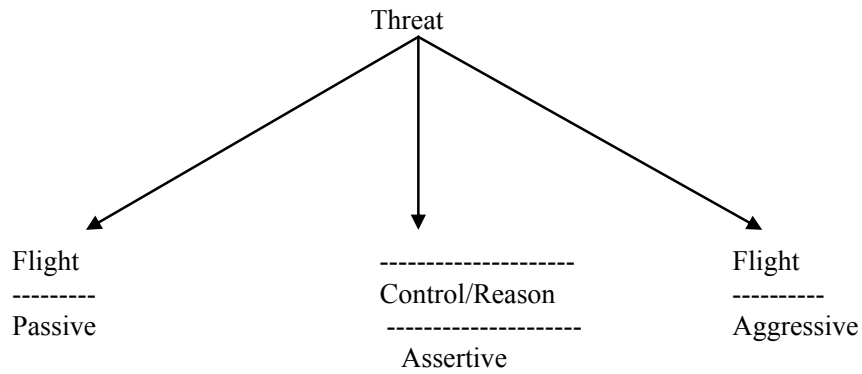 Threat
Flight
---------------------
Flight
---------
Control/Reason
----------
Passive
---------------------
Aggressive
Assertive